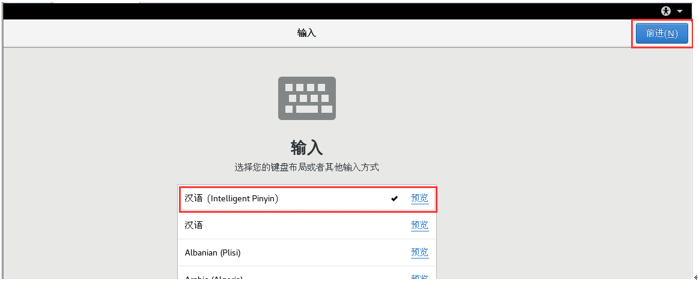 输入
前进(N)
输入
选择您的键盘布局或者其他输入方式
汉语 (Intelligent Pinyin) 预览
汉语 预览
Albanian (Plisi) 预览
Arabic (Algeria) 预览